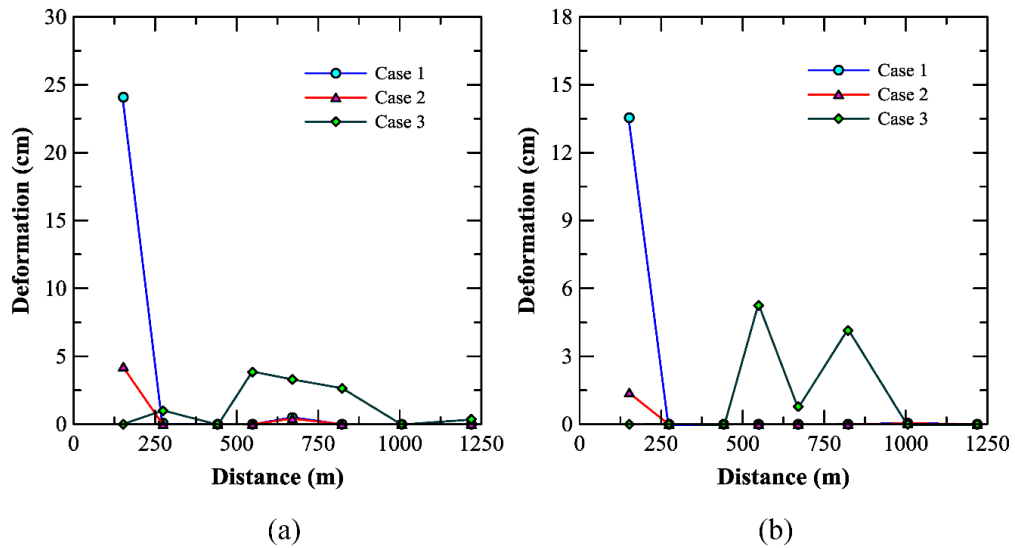 30
25
20
15
10
5
0
Deformation (cm)
Case 1
Case 2
Case 3
0 250 500 750 1000 1250
Distance (m)
(a)
18
15
12
9
6
3
0
Deformation (cm)
Case 1
Case 2
Case 3
0 250 500 750 1000 1250
Distance (m)
(b)